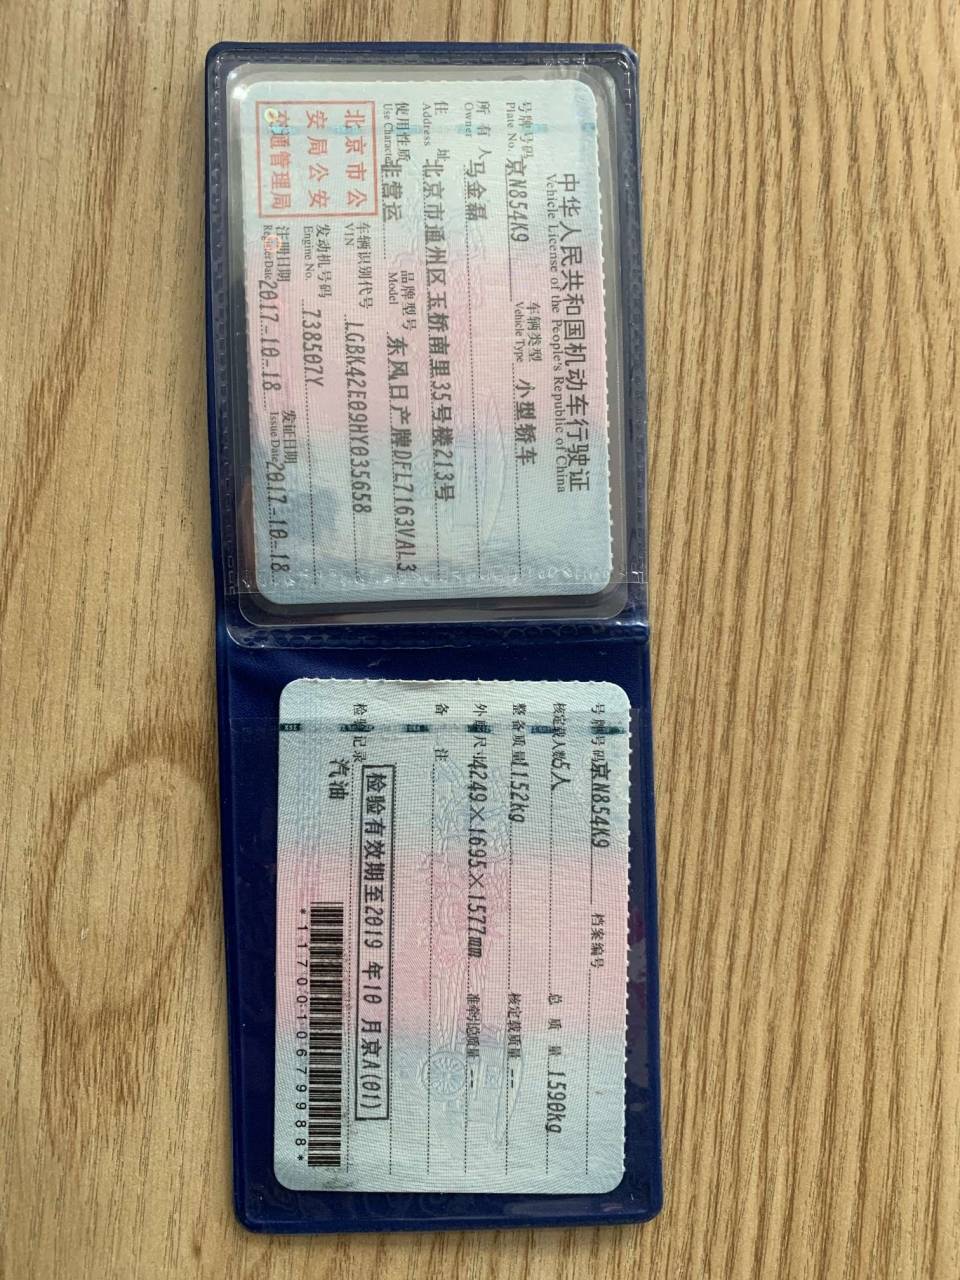 中华人民共和国机动车行驶证
Vehicle License of the People's Republic of China
号牌号码 京N854K9 车辆类型 小型轿车
Plate No. Vehicle Type
所有人 马金磊
Owner
住址 北京市通州区玉桥南里35号楼213号
Address
使用性质 非营运 品牌型号 东风日产牌DFL7163VAL3
Use Character Model
北京市公
安局公安
交通管理局
车辆识别代号 LGBK42E09HY035658
VIN
发动机号码 738507Y
Engine No.
注册日期 2017-10-18 发证日期 2017-10-18
Register Date Issue Date
号牌号码 京N854K9 档案编号
核定载人数 5人 总质量 1590kg
整备质量 1152kg 核定载质量 --
外廓尺寸 4249×1695×1577mm 准牵引总质量 --
备注
检验有效期至2019年10月京A(01)
检验记录
汽油
*1170010679988*